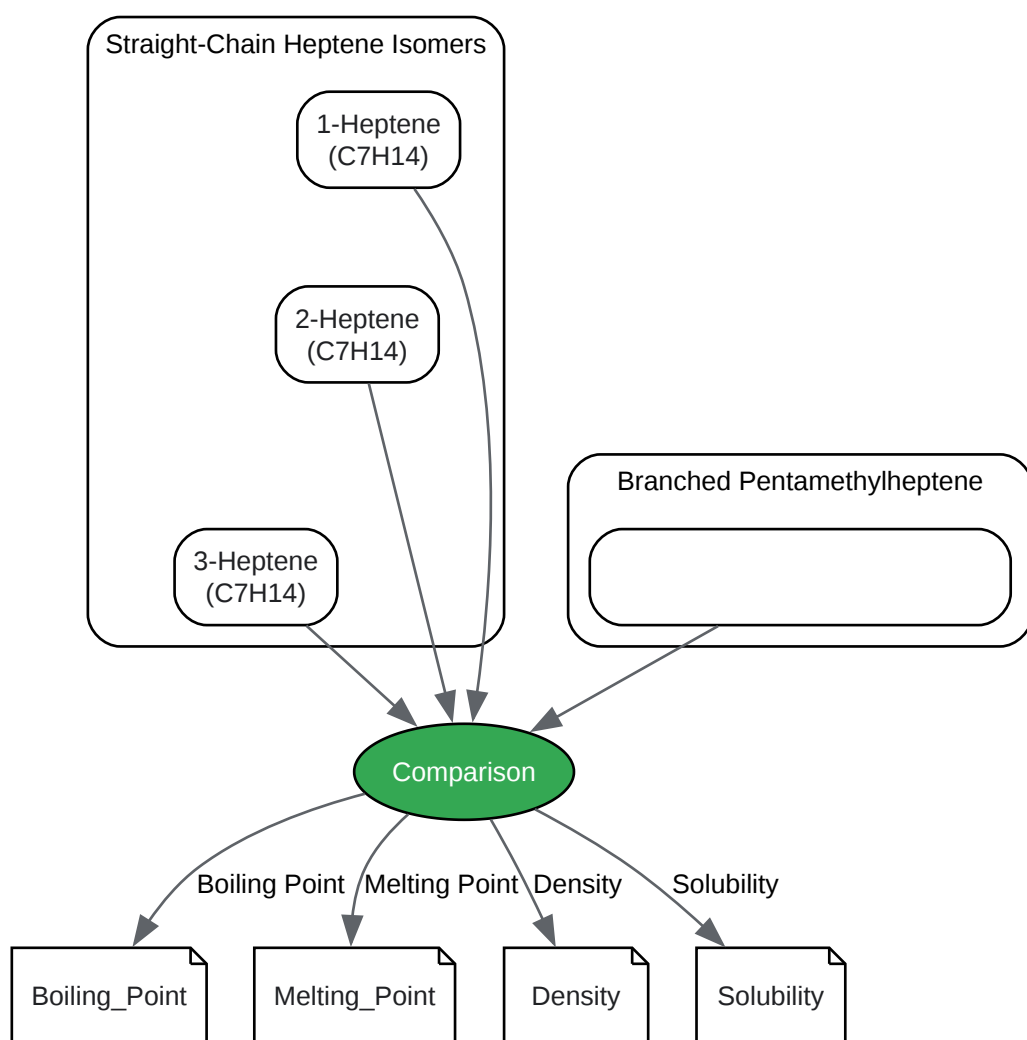 Straight-Chain Heptene Isomers
1-Heptene
(C7H14)
2-Heptene
(C7H14)
Branched Pentamethylheptene
3-Heptene
(C7H14)
Comparison
Boiling Point
Melting Point
Density
Solubility
Boiling_Point
Melting_Point
Density
Solubility